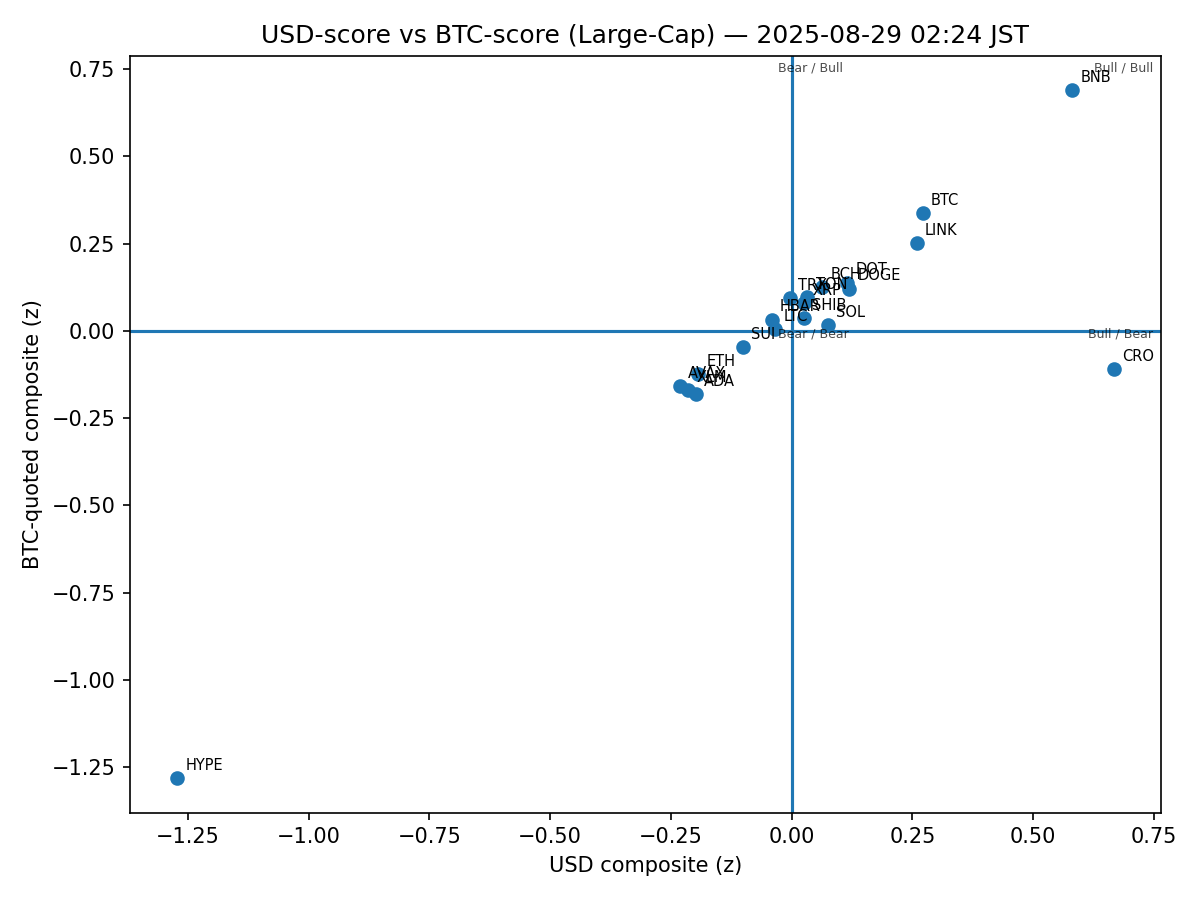 USD-score vs BTC-score (Large-Cap) — 2025-08-29 02:24 JST
Bear / Bull
Bull / Bull
BNB
BTC
LINK
DOT
BCH
DOGE
TON
TRX
XRP
HBAR
SHIB
SOL
LTC
SUI
Bear / Bear
Bull / Bear
CRO
ETH
AVAX
XLM
ADA
HYPE
0.75
0.50
0.25
0.00
−0.25
−0.50
−0.75
−1.00
−1.25
BTC-quoted composite (z)
−1.25
−1.00
−0.75
−0.50
−0.25
0.00
0.25
0.50
0.75
USD composite (z)